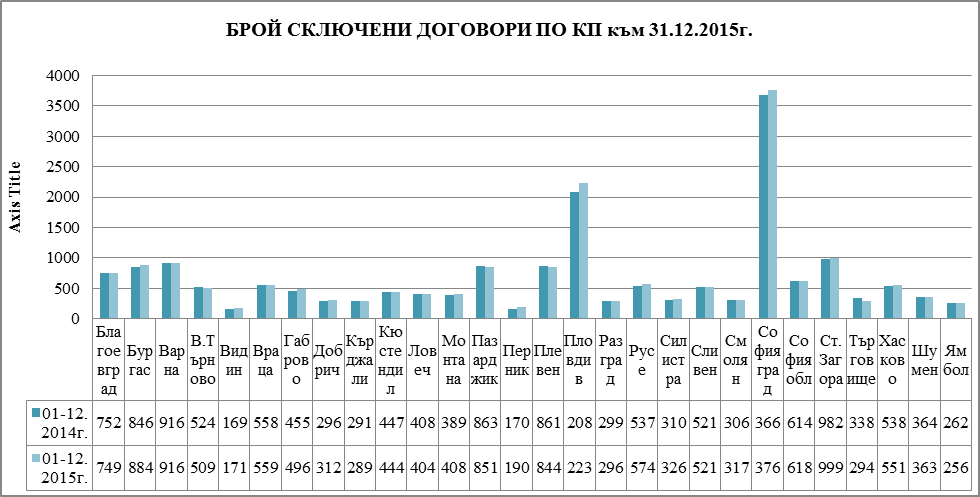 БРОЙ СКЛЮЧЕНИ ДОГОВОРИ ПО КП към 31.12.2015г.
Axis Title
4000
3500
3000
2500
2000
1500
1000
500
0
Бла Бур Вар В.Т Вид Вра Габ Доб Кър Кю Лов Мо Паз Пер Пле Пло Раз Рус Сил Сли См Со Со Ст. Тър Хас Шу Ям
гое гас на ърн ин ца ров рич джа сте еч нта ард ник вен вди гра е ист вен оля фия фия Заг гов ков мен бол
вгр ово о ли нди на жик в д ра н гра обл ора ище о
ад л д
01-12. 752 846 916 524 169 558 455 296 291 447 408 389 863 170 861 208 299 537 310 521 306 366 614 982 338 538 364 262
2014г.
01-12. 749 884 916 509 171 559 496 312 289 444 404 408 851 190 844 223 296 574 326 521 317 376 618 999 294 551 363 256
2015г.